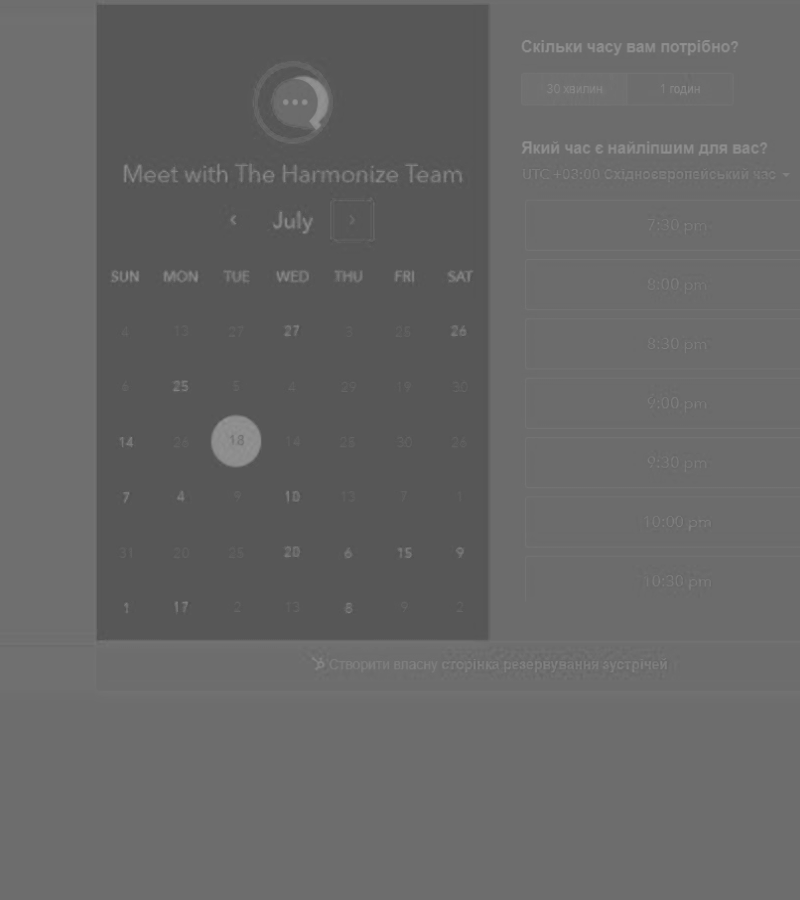 Meet with The Harmonize Team
July
SUN MON TUE WED THU FRI SAT
4 13 27 27 3 28 26
6 25 5 4 29 19 30
14 26 18 14 28 30 26
7 4 9 10 13 7 1
31 20 25 20 6 15 9
1 17 2 13 8 9 2
Скільки часу вам потрібно?
30 хвилин 1 годин
Який час є найліпшим для вас?
UTC +03:00 Східноєвропейський час
7:30 pm
8:00 pm
8:30 pm
9:00 pm
9:30 pm
10:00 pm
10:30 pm
Створити власну сторінка резервування зустрічей